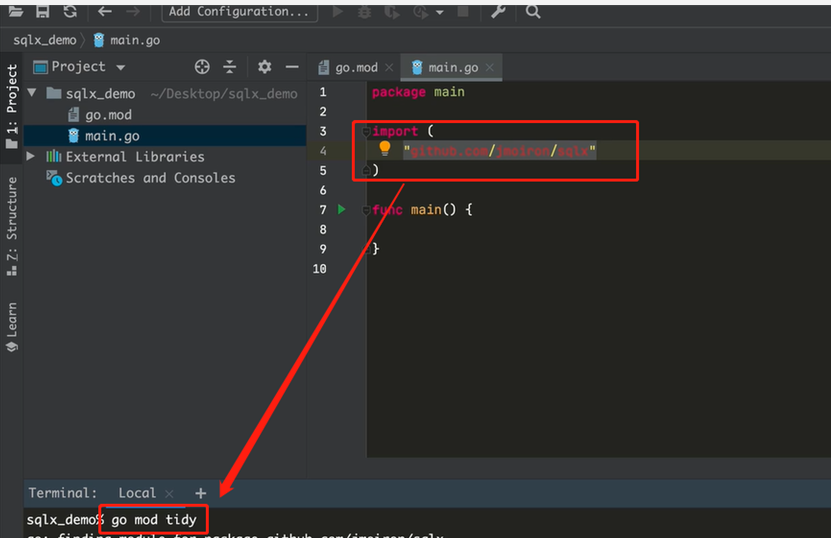 Add Configuration...
sqlx_demo
main.go
Project
sqlx_demo ~/Desktop/sqlx_demo
go.mod
main.go
External Libraries
Scratches and Consoles
1: Project
Z: Structure
Learn
go.mod
main.go
1 package main
2
3 import (
4 "github.com/jmoiron/sqlx"
5 )
6
7 func main() {
8
9 }
10
Terminal: Local +
sqlx_demo% go mod tidy
go: finding module for package github.com/jmoiron/sqlx